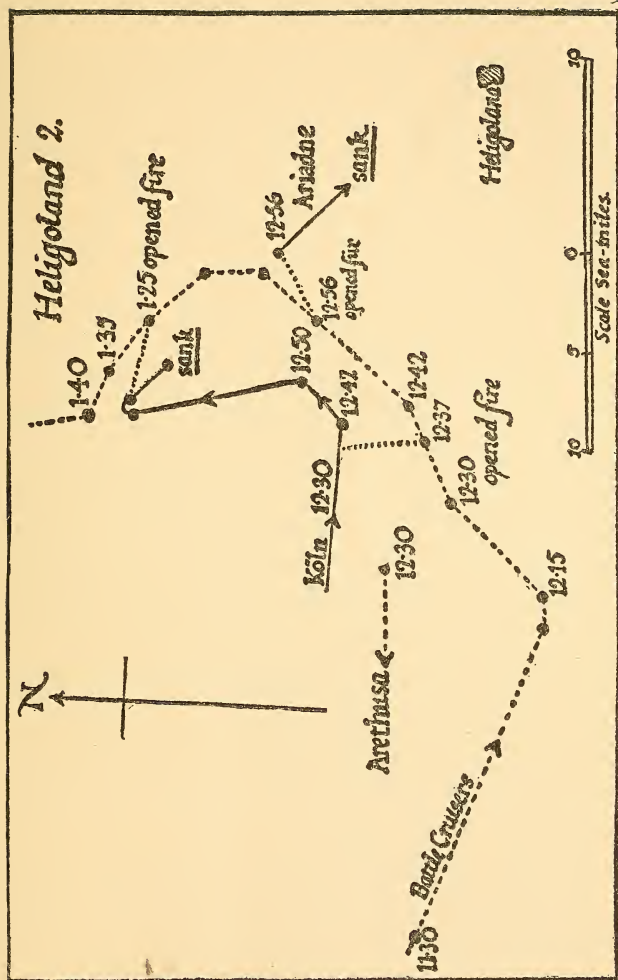 Heligoland 2.
N
1·40
1·35
1·25 opened fire
sank
12·56
Ariadne
sank
12·56
opened fire
12·50
12·42
Köln 12·30
12·42
12·37
opened fire
12·30
Arethusa
12·30
12·15
Battle Cruisers
11·30
Heligoland
10 5 0 10
Scale Sea-miles.